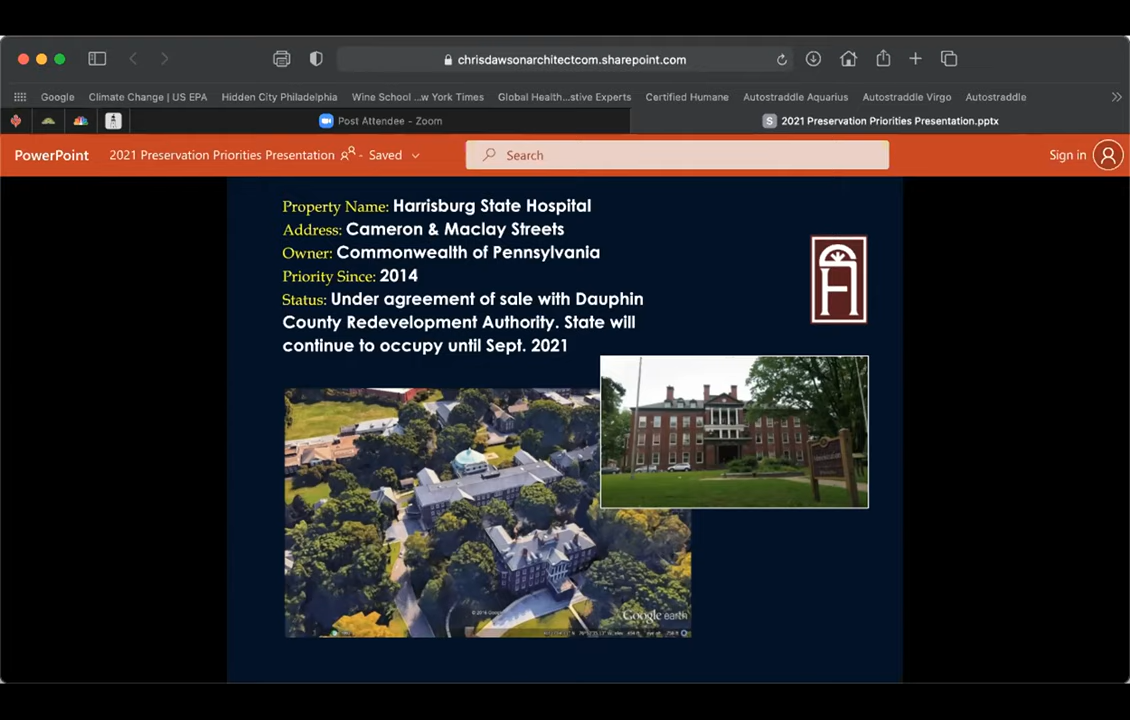 chrisdawsonarchitectcom.sharepoint.com
Google Climate Change | US EPA Hidden City Philadelphia Wine School ...w York Times Global Health...stive Experts Certified Humane Autostraddle Aquarius Autostraddle Virgo Autostraddle
Post Attendee - Zoom
S 2021 Preservation Priorities Presentation.pptx
PowerPoint 2021 Preservation Priorities Presentation - Saved Search Sign in
Property Name: Harrisburg State Hospital
Address: Cameron & Maclay Streets
Owner: Commonwealth of Pennsylvania
Priority Since: 2014
Status: Under agreement of sale with Dauphin
County Redevelopment Authority. State will
continue to occupy until Sept. 2021
Google earth